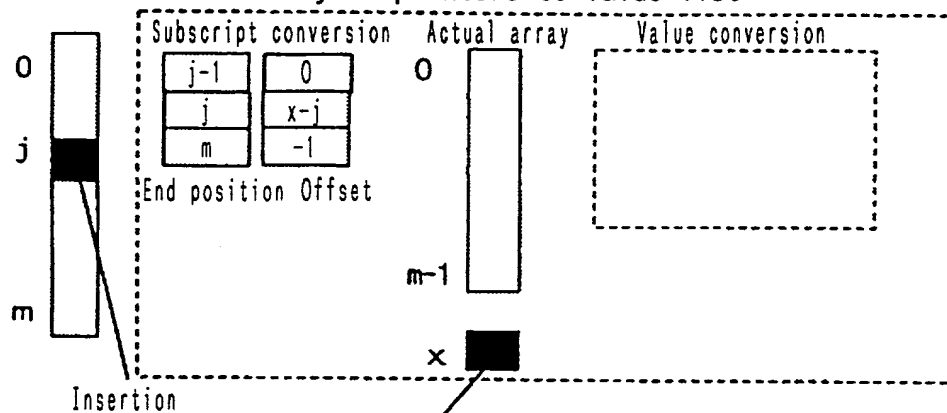 Subscript conversion Actual array Value conversion
0
j
m
j-1 0
j x-j
m -1
End position Offset
0
m-1
x
Insertion